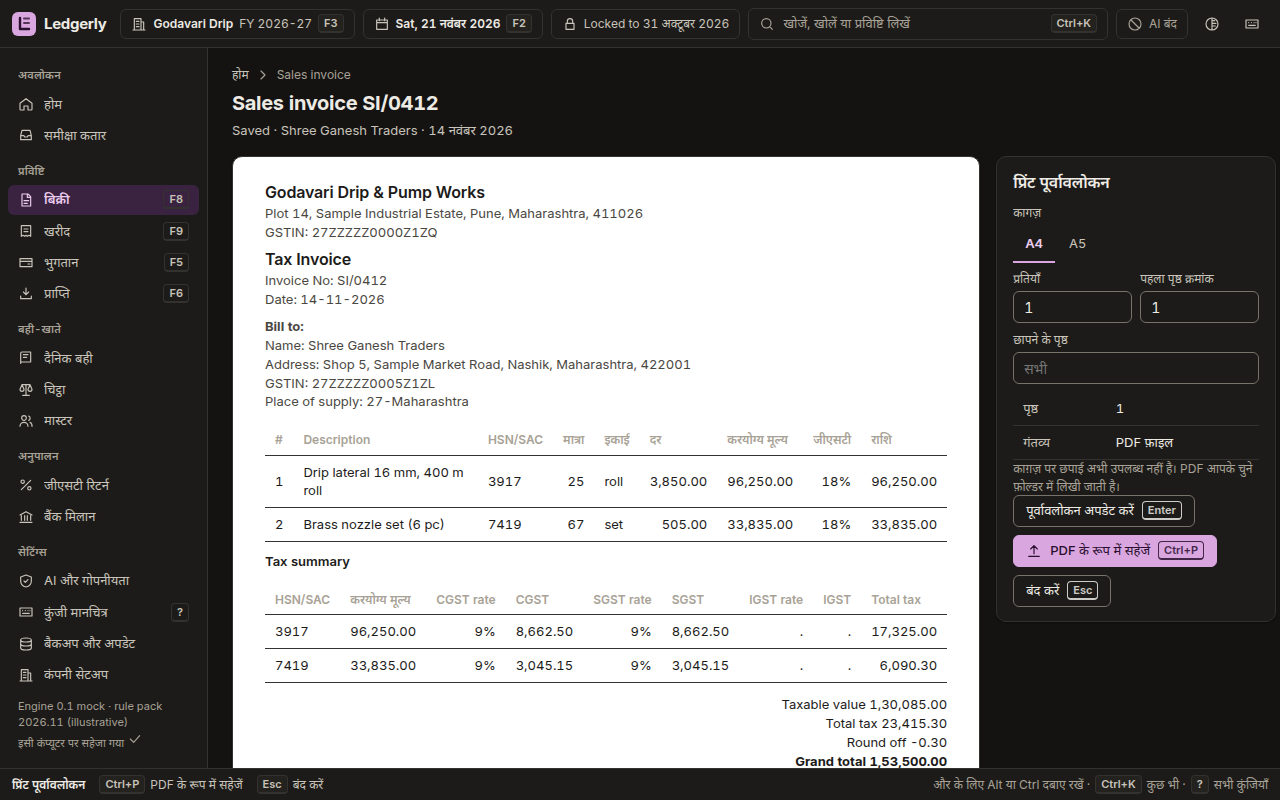 Ledgerly
Godavari Drip FY 2026-27 F3
Sat, 21 नवंबर 2026 F2
Locked to 31 अक्टूबर 2026
खोजें, खोलें या प्रविष्टि लिखें Ctrl+K
AI बंद
अवलोकन
होम
समीक्षा कतार
प्रविष्टि
बिक्री F8
खरीद F9
भुगतान F5
प्राप्ति F6
बही-खाते
दैनिक बही
चिट्ठा
मास्टर
अनुपालन
जीएसटी रिटर्न
बैंक मिलान
सेटिंग्स
AI और गोपनीयता
कुंजी मानचित्र ?
बैकअप और अपडेट
कंपनी सेटअप
Engine 0.1 mock · rule pack
2026.11 (illustrative)
इसी कंप्यूटर पर सहेजा गया
होम > Sales invoice
Sales invoice SI/0412
Saved · Shree Ganesh Traders · 14 नवंबर 2026
Godavari Drip & Pump Works
Plot 14, Sample Industrial Estate, Pune, Maharashtra, 411026
GSTIN: 27ZZZZZ0000Z1ZQ
Tax Invoice
Invoice No: SI/0412
Date: 14-11-2026
Bill to:
Name: Shree Ganesh Traders
Address: Shop 5, Sample Market Road, Nashik, Maharashtra, 422001
GSTIN: 27ZZZZZ0005Z1ZL
Place of supply: 27-Maharashtra
# Description HSN/SAC मात्रा इकाई दर करयोग्य मूल्य जीएसटी राशि
1 Drip lateral 16 mm, 400 m roll 3917 25 roll 3,850.00 96,250.00 18% 96,250.00
2 Brass nozzle set (6 pc) 7419 67 set 505.00 33,835.00 18% 33,835.00
Tax summary
HSN/SAC करयोग्य मूल्य CGST rate CGST SGST rate SGST IGST rate IGST Total tax
3917 96,250.00 9% 8,662.50 9% 8,662.50 . . 17,325.00
7419 33,835.00 9% 3,045.15 9% 3,045.15 . . 6,090.30
Taxable value 1,30,085.00
Total tax 23,415.30
Round off -0.30
Grand total 1,53,500.00
प्रिंट पूर्वावलोकन
कागज़
A4 A5
प्रतियाँ पहला पृष्ठ क्रमांक
1 1
छापने के पृष्ठ
सभी
पृष्ठ 1
गंतव्य PDF फ़ाइल
कागज़ पर छपाई अभी उपलब्ध नहीं है। PDF आपके चुने
फ़ोल्डर में लिखी जाती है।
पूर्वावलोकन अपडेट करें Enter
PDF के रूप में सहेजें Ctrl+P
बंद करें Esc
प्रिंट पूर्वावलोकन Ctrl+P PDF के रूप में सहेजें Esc बंद करें
और के लिए Alt या Ctrl दबाए रखें · Ctrl+K कुछ भी · ? सभी कुंजियाँ